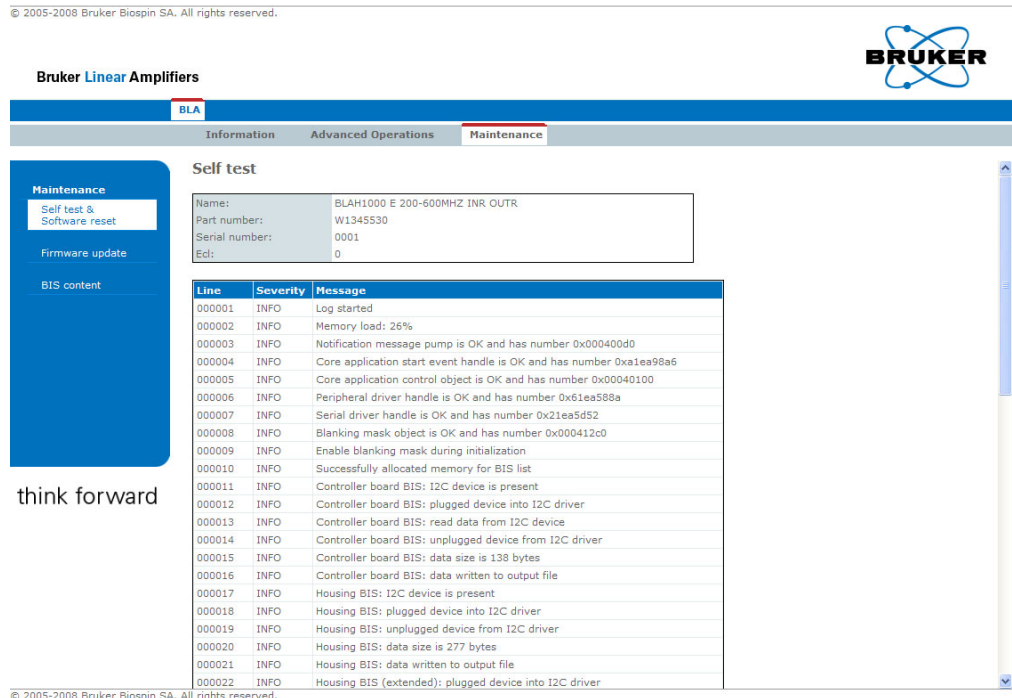 © 2005-2008 Bruker Biospin SA. All rights reserved.
BRUKER
Bruker Linear Amplifiers
BLA
Information Advanced Operations Maintenance
Maintenance
Self test &
Software reset
Firmware update
BIS content
think forward
Self test
Name: BLAH1000 E 200-600MHZ INR OUTR
Part number: W1345530
Serial number: 0001
Ecl: 0
Line Severity Message
000001 INFO Log started
000002 INFO Memory load: 26%
000003 INFO Notification message pump is OK and has number 0x000400d0
000004 INFO Core application start event handle is OK and has number 0xa1ea98a6
000005 INFO Core application control object is OK and has number 0x00040100
000006 INFO Peripheral driver handle is OK and has number 0x61ea588a
000007 INFO Serial driver handle is OK and has number 0x21ea5d52
000008 INFO Blanking mask object is OK and has number 0x000412c0
000009 INFO Enable blanking mask during initialization
000010 INFO Successfully allocated memory for BIS list
000011 INFO Controller board BIS: I2C device is present
000012 INFO Controller board BIS: plugged device into I2C driver
000013 INFO Controller board BIS: read data from I2C device
000014 INFO Controller board BIS: unplugged device from I2C driver
000015 INFO Controller board BIS: data size is 138 bytes
000016 INFO Controller board BIS: data written to output file
000017 INFO Housing BIS: I2C device is present
000018 INFO Housing BIS: plugged device into I2C driver
000019 INFO Housing BIS: unplugged device from I2C driver
000020 INFO Housing BIS: data size is 277 bytes
000021 INFO Housing BIS: data written to output file
000022 INFO Housing BIS (extended): plugged device into I2C driver
© 2005-2008 Bruker Biospin SA. All rights reserved.